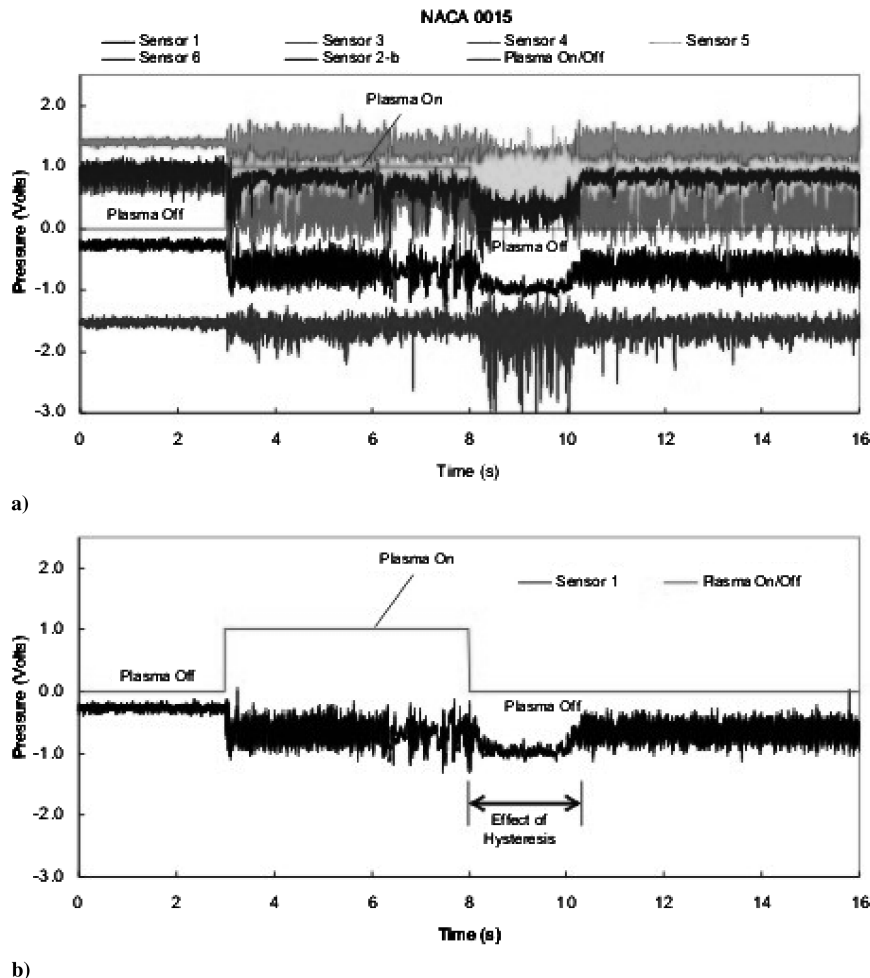 NACA 0015
Sensor 1 Sensor 3 Sensor 4 Sensor 5
Sensor 6 Sensor 2-b Plasma On/Off
2.0
1.0
0.0
-1.0
-2.0
-3.0
Pressure (Volts)
Plasma On
Plasma Off
Plasma Off
0 2 4 6 8 10 12 14 16
Time (s)
a)
2.0
1.0
0.0
-1.0
-2.0
-3.0
Pressure (Volts)
Plasma On
Sensor 1 Plasma On/Off
Plasma Off
Plasma Off
Effect of
Hysteresis
0 2 4 6 8 10 12 14 16
Time (s)
b)